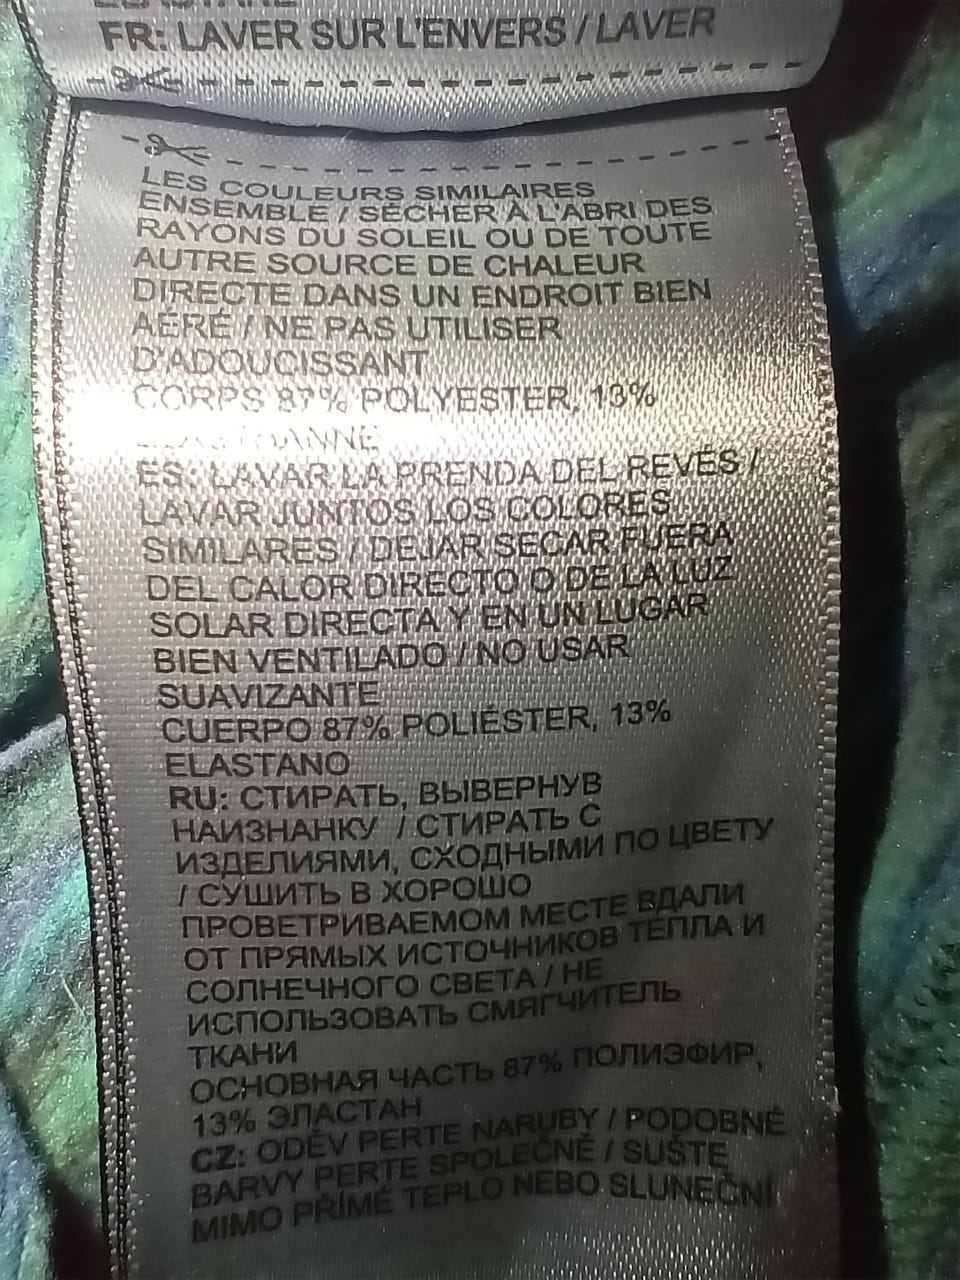 FR: LAVER SUR L'ENVERS / LAVER
LES COULEURS SIMILAIRES
ENSEMBLE / SÉCHER À L'ABRI DES
RAYONS DU SOLEIL OU DE TOUTE
AUTRE SOURCE DE CHALEUR
DIRECTE DANS UN ENDROIT BIEN
AÉRÉ / NE PAS UTILISER
D'ADOUCISSANT
CORPS 87% POLYESTER, 13%
ES: LAVAR LA PRENDA DEL REVÉS /
LAVAR JUNTOS LOS COLORES
SIMILARES / DEJAR SECAR FUERA
DEL CALOR DIRECTO O DE LA LUZ
SOLAR DIRECTA Y EN UN LUGAR
BIEN VENTILADO / NO USAR
SUAVIZANTE
CUERPO 87% POLIÉSTER, 13%
ELASTANO
RU: СТИРАТЬ, ВЫВЕРНУВ
НАИЗНАНКУ / СТИРАТЬ С
ИЗДЕЛИЯМИ, СХОДНЫМИ ПО ЦВЕТУ
/ СУШИТЬ В ХОРОШО
ПРОВЕТРИВАЕМОМ МЕСТЕ ВДАЛИ
ОТ ПРЯМЫХ ИСТОЧНИКОВ ТЕПЛА И
СОЛНЕЧНОГО СВЕТА / НЕ
ИСПОЛЬЗОВАТЬ СМЯГЧИТЕЛЬ
ТКАНИ
ОСНОВНАЯ ЧАСТЬ 87% ПОЛИЭФИР,
13% ЭЛАСТАН
CZ: ODĚV PERTE NARUBY / PODOBNÉ
BARVY PERTE SPOLEČNĚ / SUŠTE
MIMO PŘÍMÉ TEPLO NEBO SLUNEČNÍ